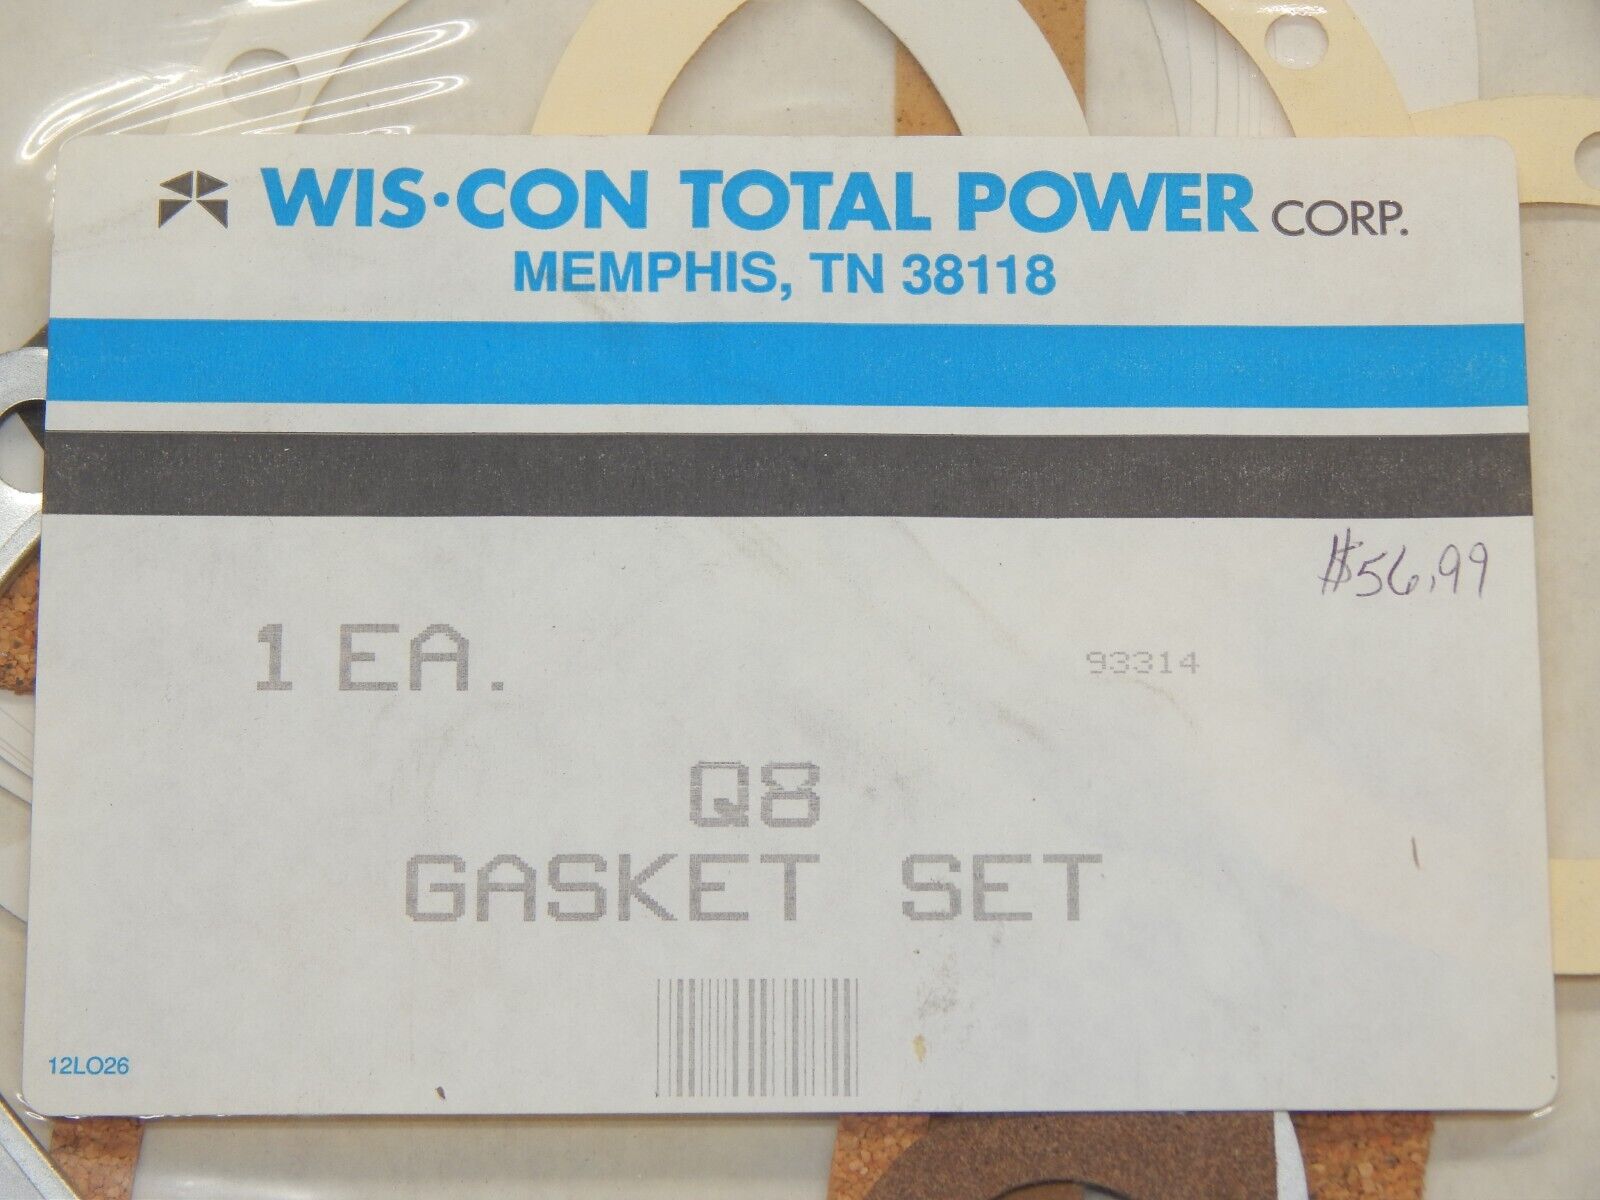 WIS·CON TOTAL POWER CORP.
MEMPHIS, TN 38118
$56.99
1 EA.
93314
Q8
GASKET SET
12LO26